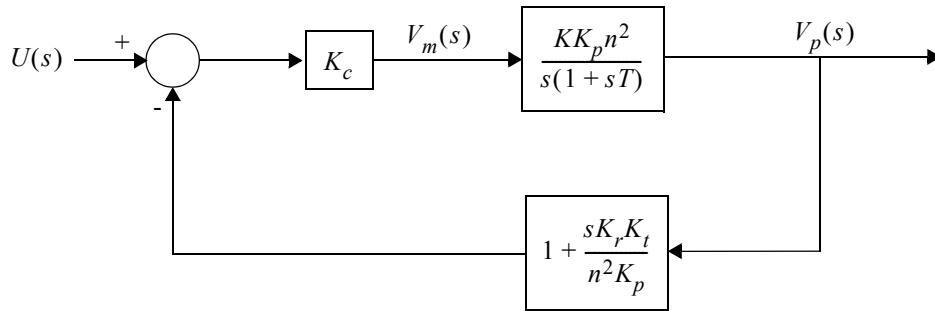 U(s)
+
-
K_c
V_m(s)
KK_pn^2
s(1 + sT)
V_p(s)
1 + sK_rK_t
n^2K_p